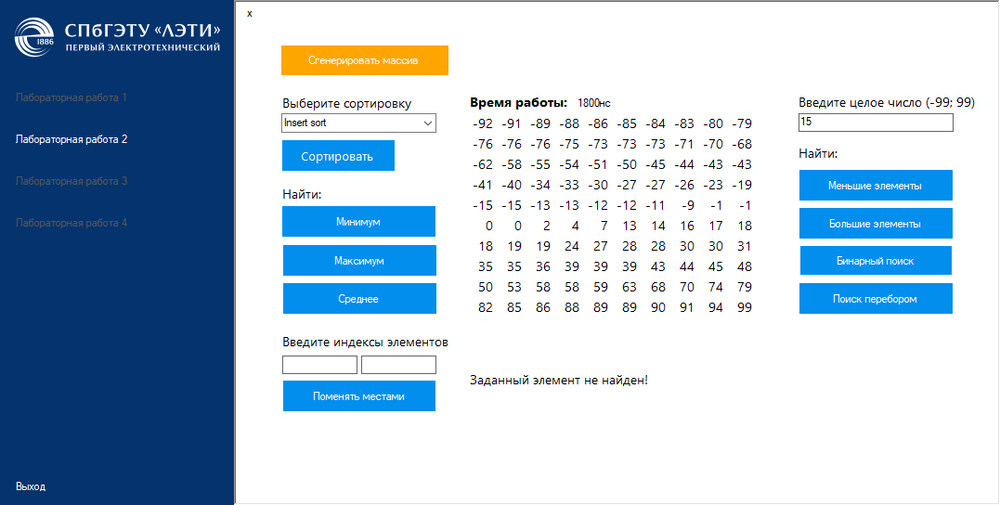 СПбГЭТУ «ЛЭТИ»
ПЕРВЫЙ ЭЛЕКТРОТЕХНИЧЕСКИЙ
1886
Лабораторная работа 1
Лабораторная работа 2
Лабораторная работа 3
Лабораторная работа 4
Выход
x
Сгенерировать массив
Выберите сортировку
Insert sort
Сортировать
Найти:
Минимум
Максимум
Среднее
Введите индексы элементов
Поменять местами
Время работы: 1800нс
-92 -91 -89 -88 -86 -85 -84 -83 -80 -79
-76 -76 -76 -75 -73 -73 -73 -71 -70 -68
-62 -58 -55 -54 -51 -50 -45 -44 -43 -43
-41 -40 -34 -33 -30 -27 -27 -26 -23 -19
-15 -15 -13 -13 -12 -12 -11 -9 -1 -1
0 0 2 4 7 13 14 16 17 18
18 19 19 24 27 28 28 30 30 31
35 35 36 39 39 39 43 44 45 48
50 53 58 58 59 63 68 70 74 79
82 85 86 88 89 89 90 91 94 99
Заданный элемент не найден!
Введите целое число (-99; 99)
15
Найти:
Меньшие элементы
Большие элементы
Бинарный поиск
Поиск перебором